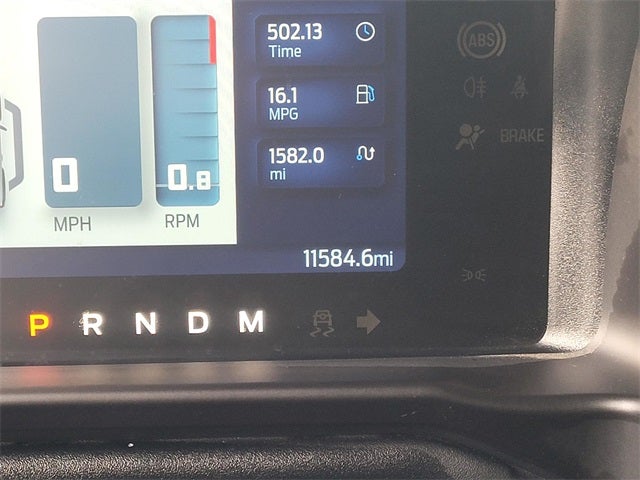 502.13
Time
16.1
MPG
1582.0
mi
0
0.8
MPH
RPM
11584.6mi
ABS
BRAKE
P R N D M